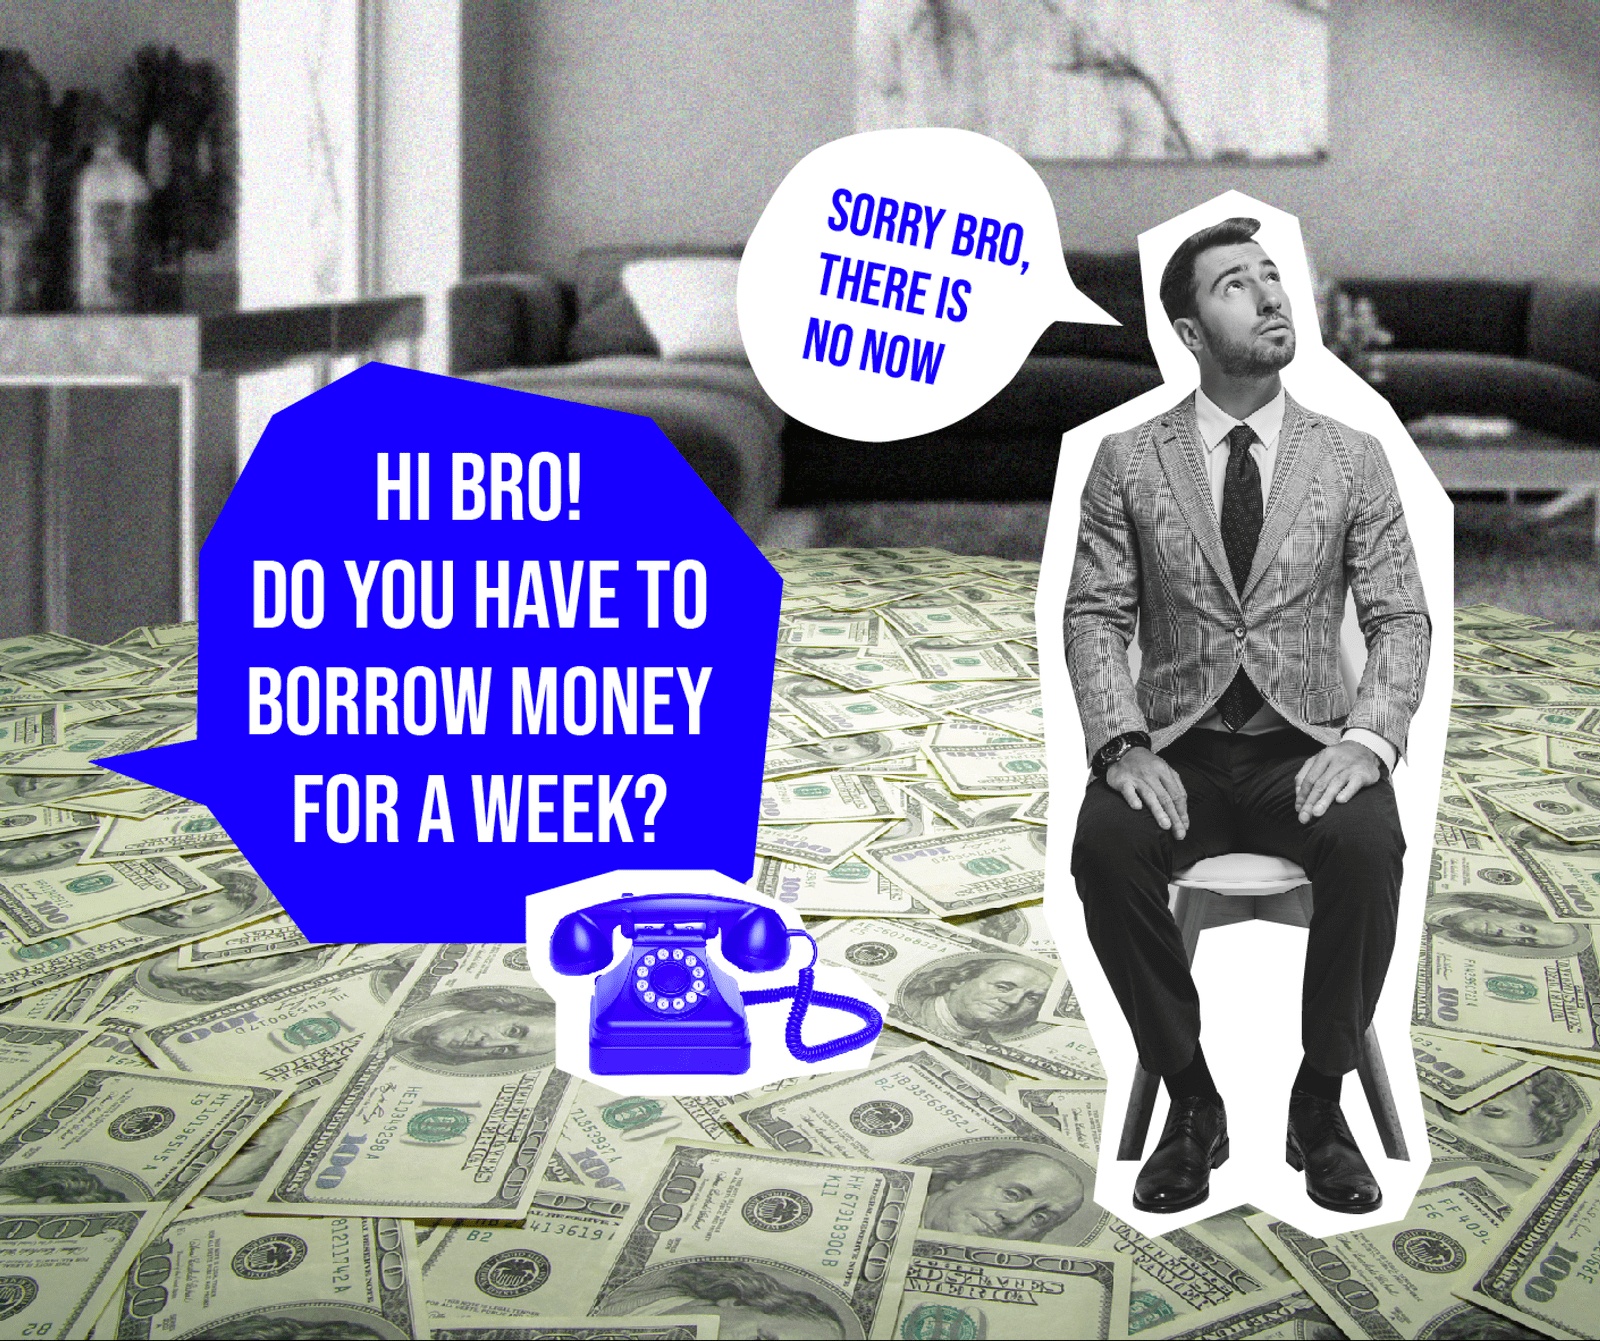 HI BRO!
DO YOU HAVE TO
BORROW MONEY
FOR A WEEK?
SORRY BRO,
THERE IS
NO NOW